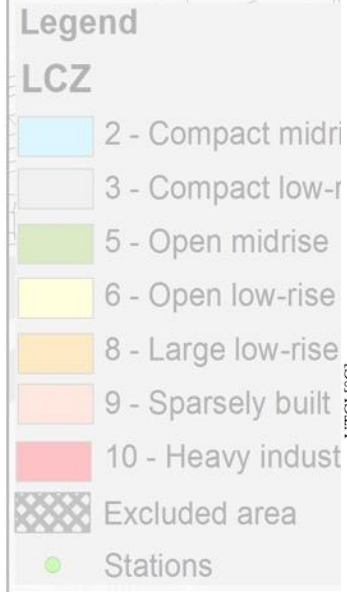 Legend
LCZ
2 - Compact midri
3 - Compact low-r
5 - Open midrise
6 - Open low-rise
8 - Large low-rise
9 - Sparsely built
10 - Heavy indust
Excluded area
Stations